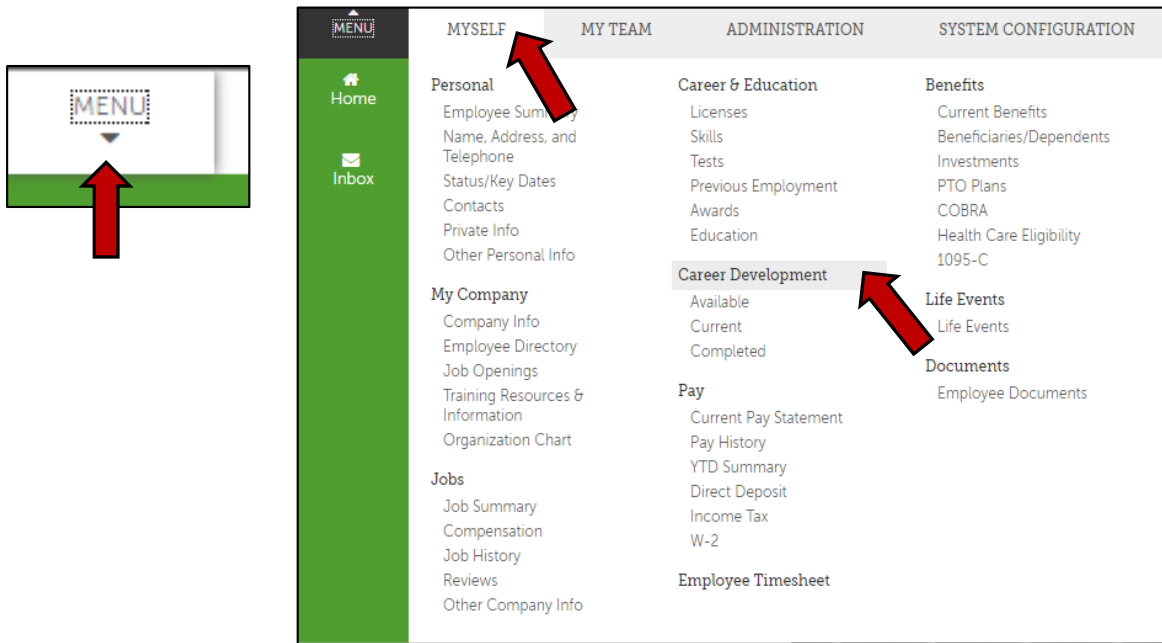 MENU
MENU
MYSELF
MY TEAM
ADMINISTRATION
SYSTEM CONFIGURATION
Home
Inbox
Personal
Name, Address, and
Telephone
Status/Key Dates
Contacts
Private Info
Other Personal Info
My Company
Company Info
Employee Directory
Job Openings
Training Resources &
Information
Organization Chart
Jobs
Job Summary
Compensation
Job History
Reviews
Other Company Info
Career & Education
Licenses
Skills
Tests
Previous Employment
Awards
Education
Career Development
Available
Current
Completed
Pay
Current Pay Statement
Pay History
YTD Summary
Direct Deposit
Income Tax
W-2
Employee Timesheet
Benefits
Current Benefits
Beneficiaries/Dependents
Investments
PTO Plans
COBRA
Health Care Eligibility
1095-C
Life Events
Life Events
Documents
Employee Documents